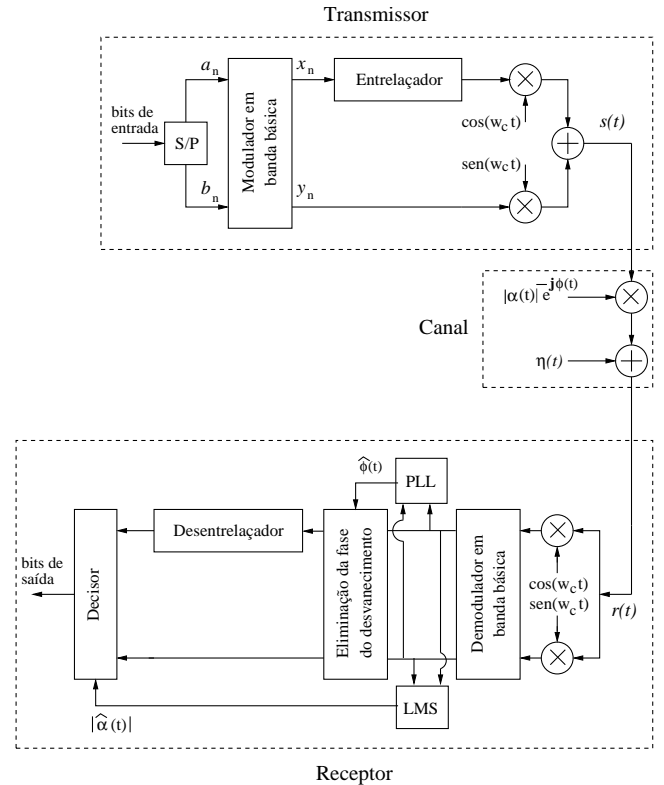 Transmissor
a_n
x_n
Entrelaçador
bits de
entrada
S/P
Modulador em
banda básica
cos(w_c t)
s(t)
sen(w_c t)
b_n
y_n
|α(t)| e^{-jϕ(t)}
Canal
η(t)
ϕ̂(t)
PLL
Desentrelaçador
bits de
saída
Decisor
Eliminação da fase
do desvanecimento
Demodulador em
banda básica
cos(w_c t)
sen(w_c t)
r(t)
|α̂(t)|
LMS
Receptor